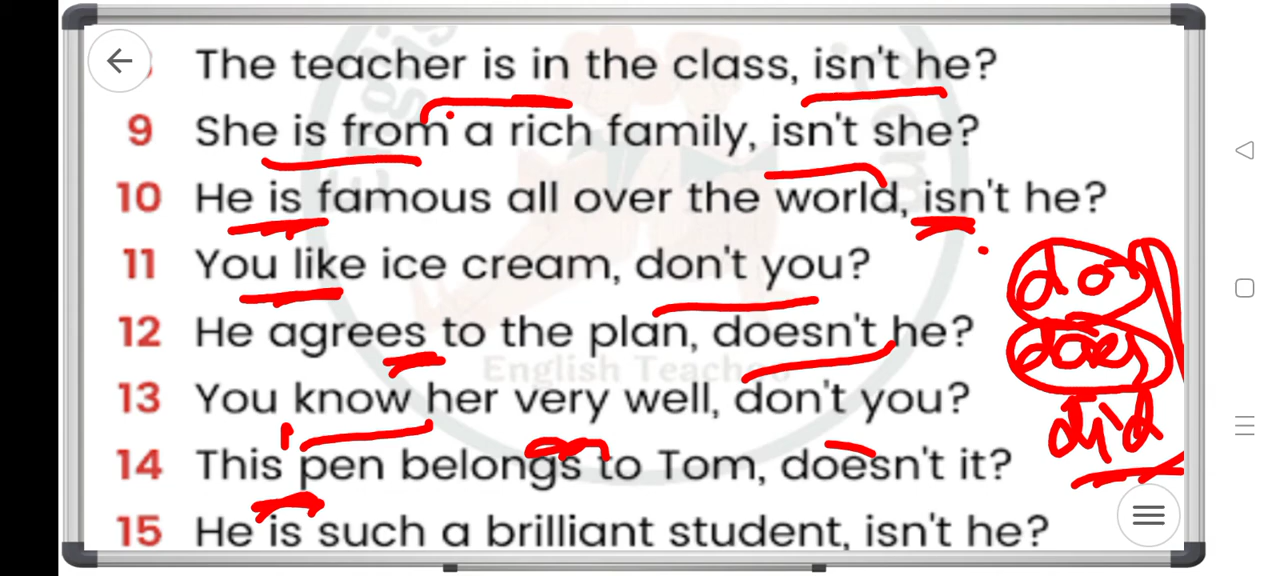 The teacher is in the class, isn't he?
9 She is from a rich family, isn't she?
10 He is famous all over the world, isn't he?
11 You like ice cream, don't you?
do
12 He agrees to the plan, doesn't he?
does
English Teacher
13 You know her very well, don't you?
did
14 This pen belongs to Tom, doesn't it?
15 He is such a brilliant student, isn't he?